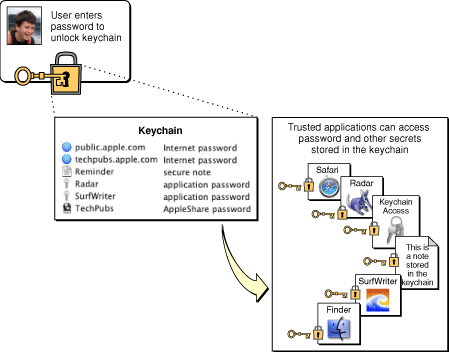 User enters
password to
unlock keychain
Keychain
public.apple.com Internet password
techpubs.apple.com Internet password
Reminder secure note
Radar application password
SurfWriter application password
TechPubs AppleShare password
Trusted applications can access
password and other secrets
stored in the keychain
Safari
Radar
Keychain
Access
This is
a note
stored
in the
keychain
SurfWriter
Finder